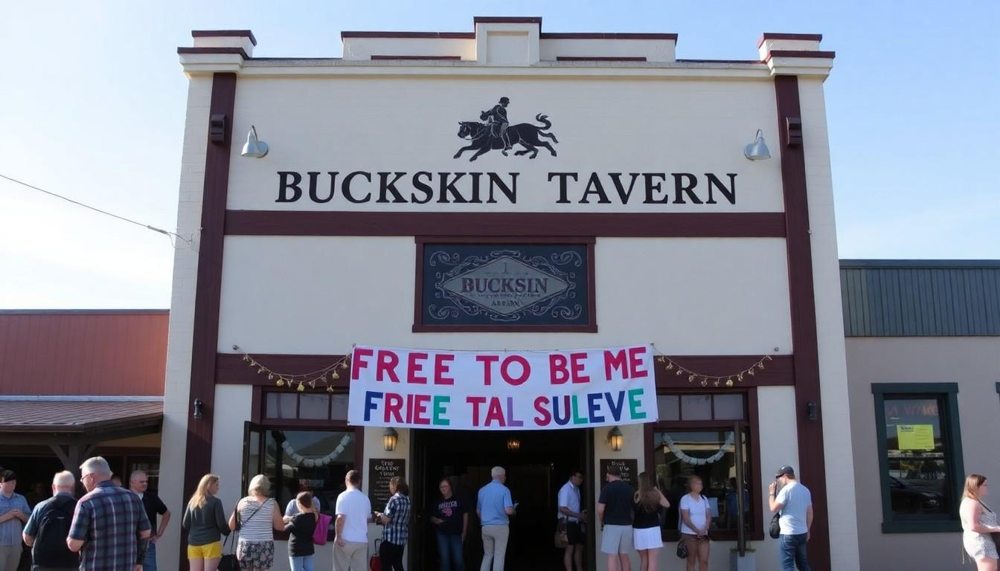 BUCKSKIN TAVERN
BUCKSIN
FREE TO BE ME
FRIEE TAL SULEVE